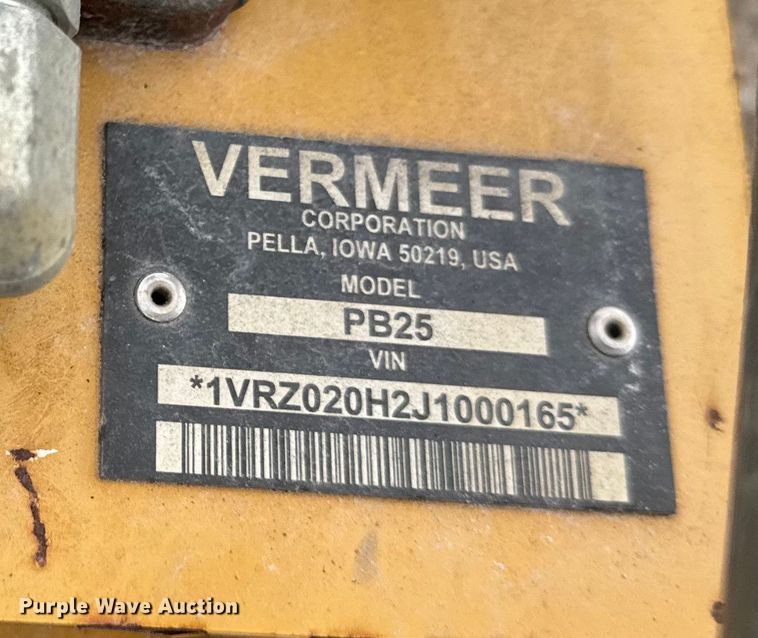 VERMEER
CORPORATION
PELLA, IOWA 50219, USA
MODEL
PB25
VIN
*1VRZ020H2J1000165*
Purple Wave Auction